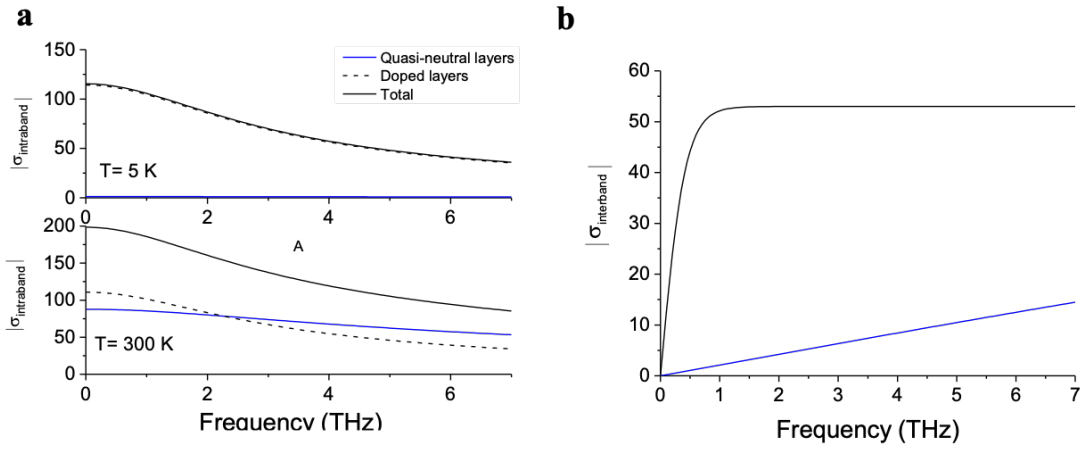 a
b
150
100
50
0
|σintraband|
Quasi-neutral layers
Doped layers
Total
T= 5 K
0 2 4 6
200
150
100
50
0
|σintraband|
A
T= 300 K
0 2 4 6
Frequency (THz)
60
50
40
30
20
10
0
|σinterband|
0 1 2 3 4 5 6 7
Frequency (THz)